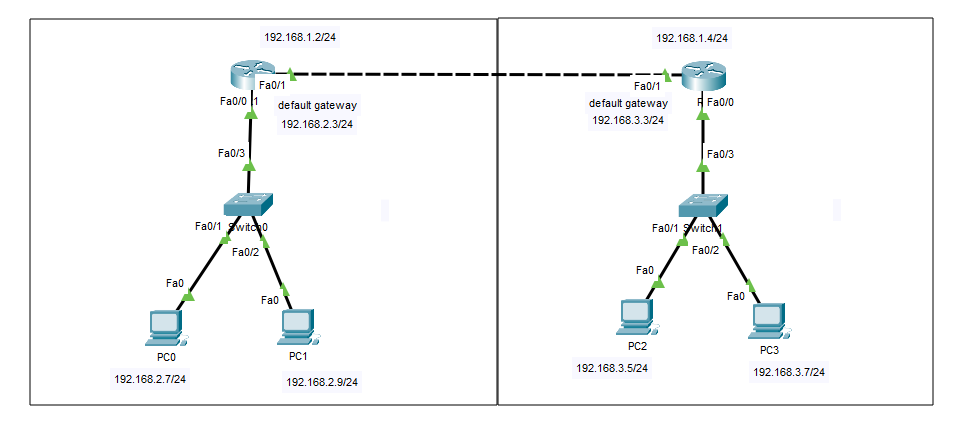 192.168.1.2/24
192.168.1.4/24
Fa0/1
Fa0/1
Fa0/0
default gateway
192.168.2.3/24
default gateway
192.168.3.3/24
Fa0/0
Fa0/3
Fa0/3
Fa0/1
Switch0
Fa0/2
Fa0/1
Switch1
Fa0/2
Fa0
Fa0
Fa0
Fa0
PC0
PC1
PC2
PC3
192.168.2.7/24
192.168.2.9/24
192.168.3.5/24
192.168.3.7/24